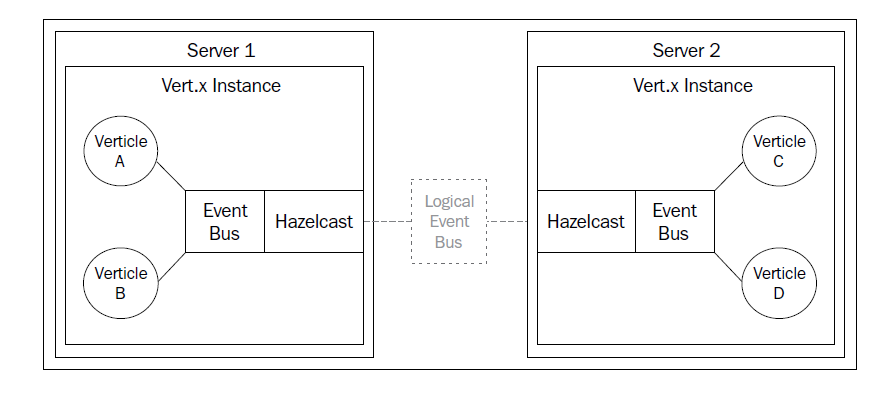 Server 1
Vert.x Instance
Verticle
A
Event
Bus
Hazelcast
Verticle
B
Logical
Event
Bus
Server 2
Vert.x Instance
Verticle
C
Hazelcast
Event
Bus
Verticle
D